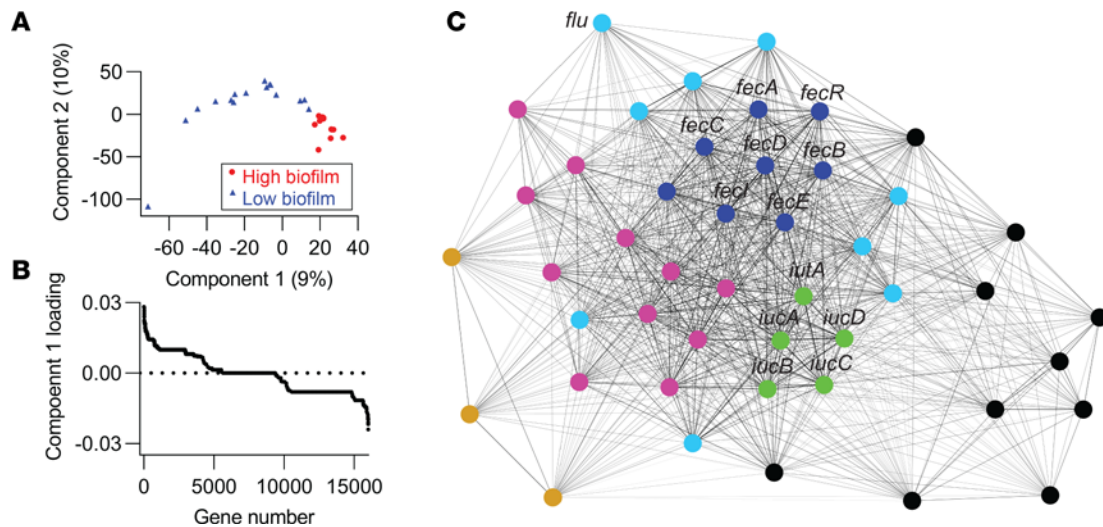 A
Component 2 (10%)
50
0
-50
-100
High biofilm
Low biofilm
-60 -40 -20 0 20 40
Component 1 (9%)
B
Compoennt 1 loading
0.03
0.00
-0.03
0 5000 10000 15000
Gene number
C
flu
fecA
fecR
fecC
fecD
fecB
fecI
fecE
iutA
iucA
iucD
iucB
iucC